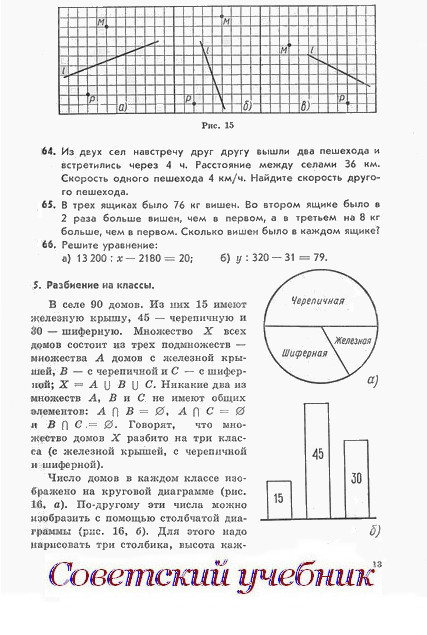 М М М
l l l
Р а) Р б) в) Р
Рис. 15
64. Из двух сел навстречу друг другу вышли два пешехода и
встретились через 4 ч. Расстояние между селами 36 км.
Скорость одного пешехода 4 км/ч. Найдите скорость друго-
го пешехода.
65. В трех ящиках было 76 кг вишен. Во втором ящике было в
2 раза больше вишен, чем в первом, а в третьем на 8 кг
больше, чем в первом. Сколько вишен было в каждом ящике?
66. Решите уравнение:
а) 13 200 : x — 2180 = 20; б) y : 320 — 31 = 79.
5. Разбиение на классы.
В селе 90 домов. Из них 15 имеют
железную крышу, 45 — черепичную и
30 — шиферную. Множество X всех
домов состоит из трех подмножеств —
множества A домов с железной кры-
шей, B — с черепичной и C — с шифер-
ной; X = A ∪ B ∪ C. Никакие два из
множеств A, B и C не имеют общих
элементов: A ∩ B = ∅, A ∩ C = ∅
и B ∩ C = ∅. Говорят, что мно-
жество домов X разбито на три клас-
са (с железной крышей, с черепичной
и шиферной).
Число домов в каждом классе изо-
бражено на круговой диаграмме (рис.
16, а). По-другому эти числа можно
изобразить с помощью столбчатой диа-
граммы (рис. 16, б). Для этого надо
нарисовать три столбика, высота каж-
Черепичная
Железная
Шиферная
а)
45
30
15
б)
13
Советский учебник